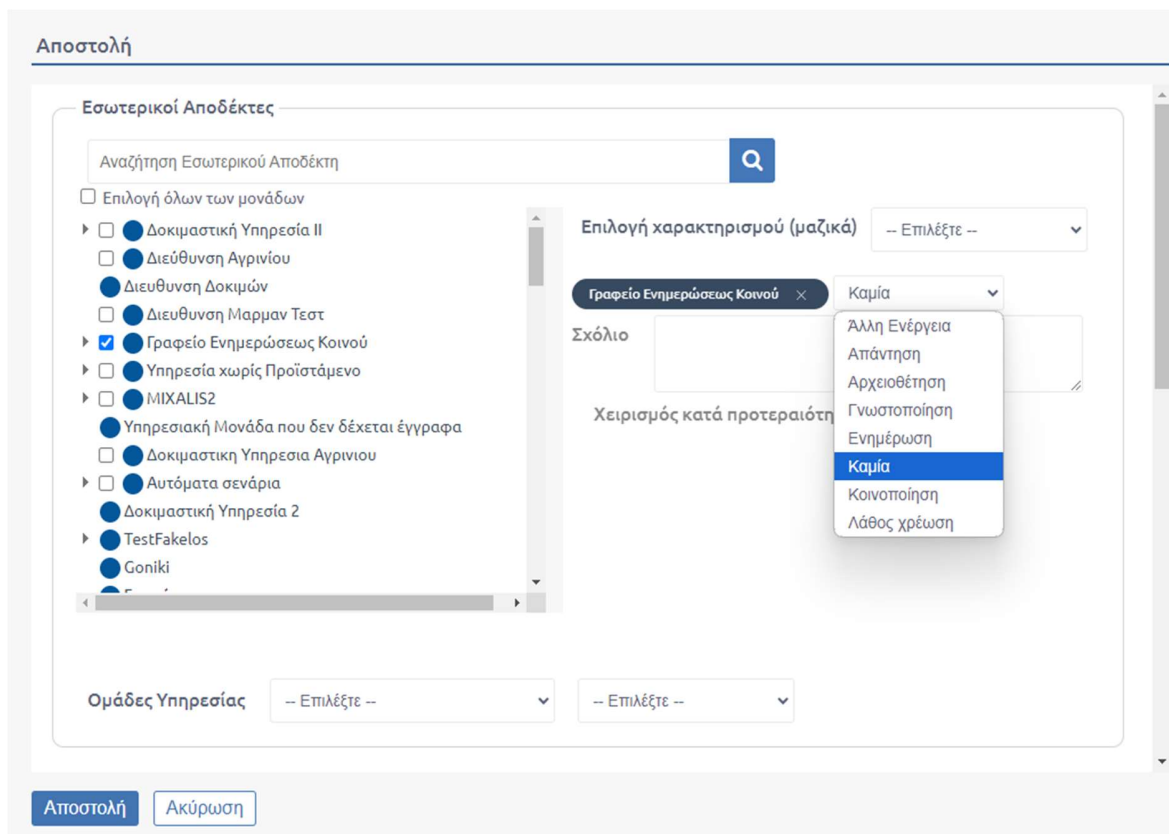 Αποστολή
Εσωτερικοί Αποδέκτες
Αναζήτηση Εσωτερικού Αποδέκτη
Επιλογή όλων των μονάδων
Δοκιμαστική Υπηρεσία II
Διεύθυνση Αγρινίου
Διευθυνση Δοκιμών
Διευθυνση Μαρμαν Τεστ
Γραφείο Ενημερώσεως Κοινού
Υπηρεσία χωρίς Προϊστάμενο
MIXALIS2
Υπηρεσιακή Μονάδα που δεν δέχεται έγγραφα
Δοκιμαστικη Υπηρεσια Αγρινιου
Αυτόματα σενάρια
Δοκιμαστική Υπηρεσία 2
TestFakelos
Goniki
Επιλογή χαρακτηρισμού (μαζικά) -- Επιλέξτε --
Γραφείο Ενημερώσεως Κοινού × Καμία
Σχόλιο
Χειρισμός κατά προτεραιότη
Άλλη Ενέργεια
Απάντηση
Αρχειοθέτηση
Γνωστοποίηση
Ενημέρωση
Καμία
Κοινοποίηση
Λάθος χρέωση
Ομάδες Υπηρεσίας -- Επιλέξτε -- -- Επιλέξτε --
Αποστολή Ακύρωση